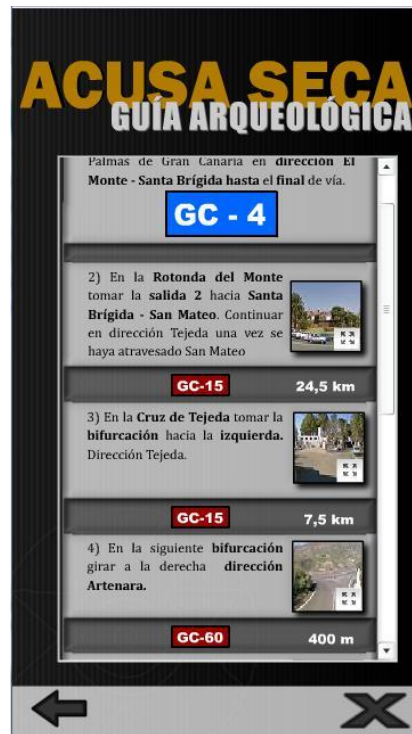 ACUSA SECA
GUÍA ARQUEOLÓGICA
Palmas de Gran Canaria en dirección El
Monte - Santa Brígida hasta el final de vía.
GC - 4
2) En la Rotonda del Monte
tomar la salida 2 hacia Santa
Brígida - San Mateo. Continuar
en dirección Tejeda una vez se
haya atravesado San Mateo
GC-15 24,5 km
3) En la Cruz de Tejeda tomar la
bifurcación hacia la izquierda.
Dirección Tejeda.
GC-15 7,5 km
4) En la siguiente bifurcación
girar a la derecha dirección
Artenara.
GC-60 400 m